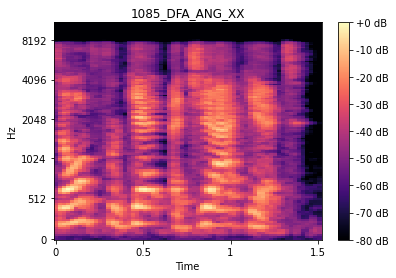 1085_DFA_ANG_XX
8192
4096
2048
1024
512
0
Hz
0
0.5
1
1.5
Time
+0 dB
-10 dB
-20 dB
-30 dB
-40 dB
-50 dB
-60 dB
-70 dB
-80 dB